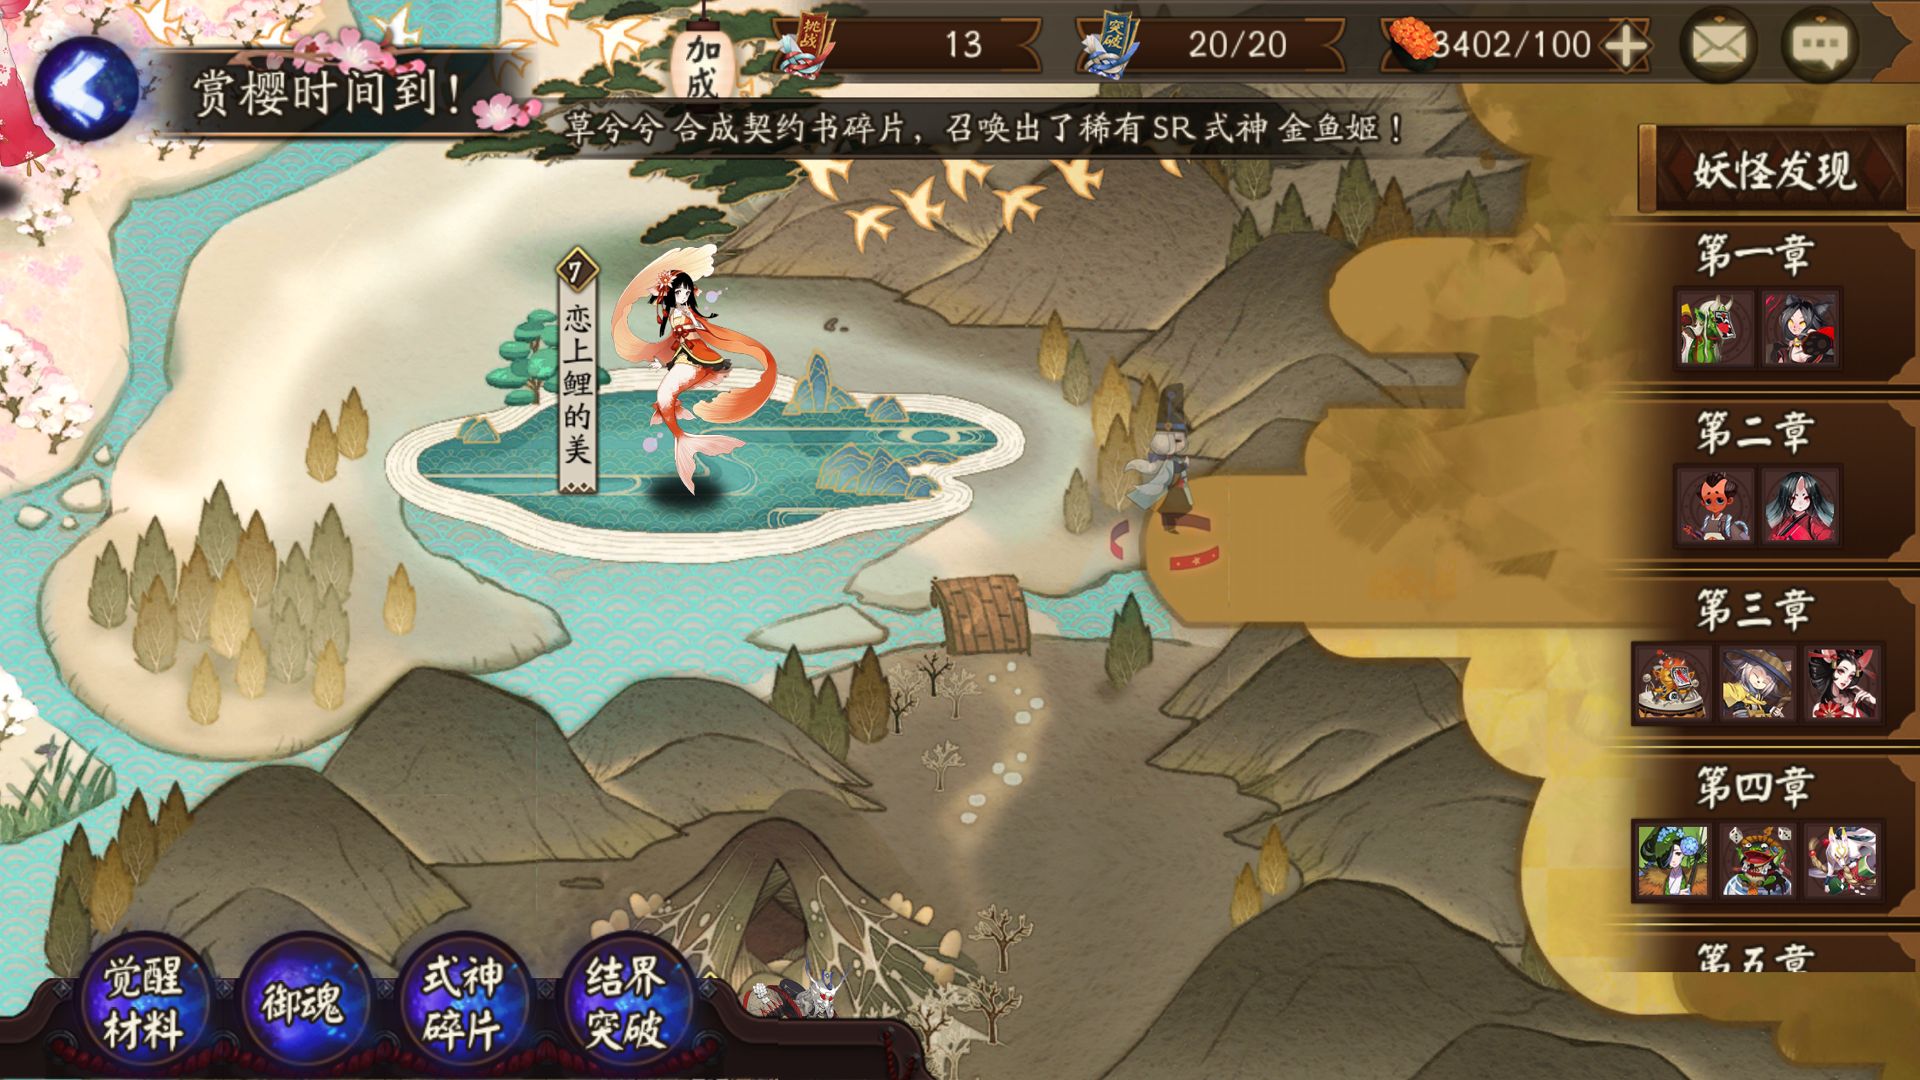 加成
挑战
13
突破
20/20
3402/100
赏樱时间到！
草兮兮 合成契约书碎片，召唤出了稀有SR 式神 金鱼姬！
妖怪发现
第一章
7
恋上鲤的美
第二章
第三章
第四章
第五章
觉醒
材料
御魂
式神
碎片
结界
突破